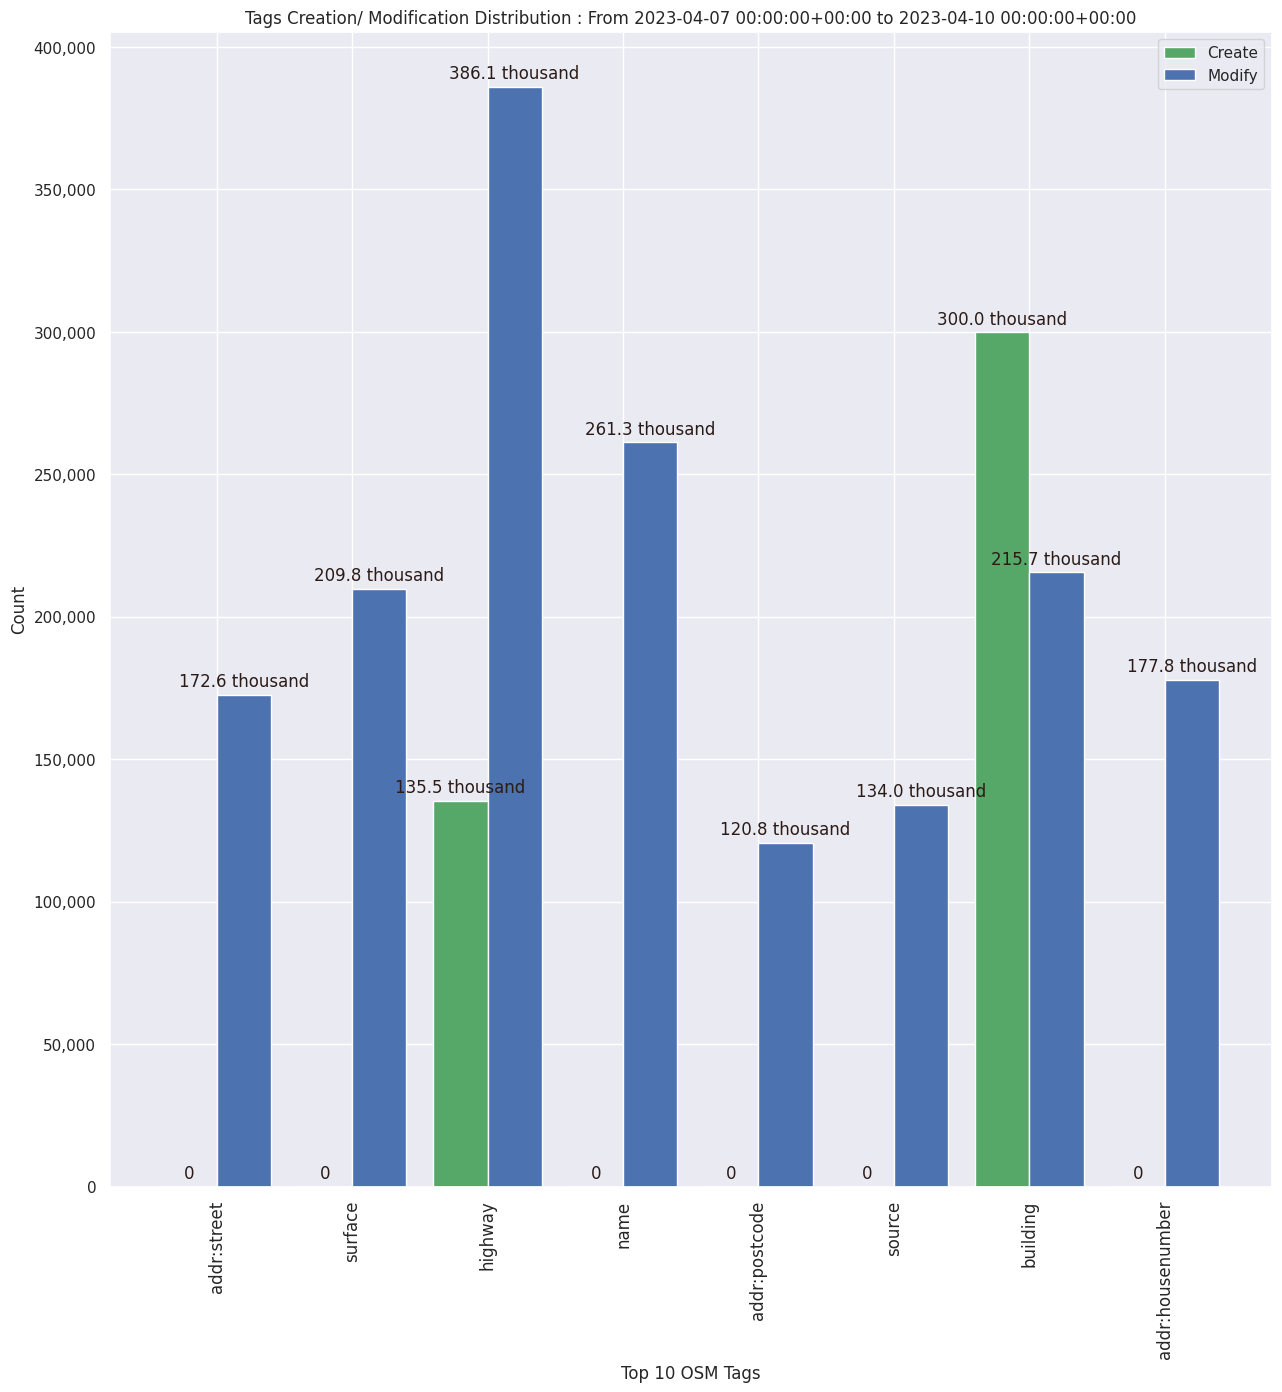 Tags Creation/ Modification Distribution : From 2023-04-07 00:00:00+00:00 to 2023-04-10 00:00:00+00:00
Create
Modify
400,000
350,000
300,000
250,000
200,000
150,000
100,000
50,000
0
Count
386.1 thousand
300.0 thousand
261.3 thousand
215.7 thousand
209.8 thousand
177.8 thousand
172.6 thousand
135.5 thousand
134.0 thousand
120.8 thousand
0
0
0
0
0
0
addr:street
surface
highway
name
addr:postcode
source
building
addr:housenumber
Top 10 OSM Tags